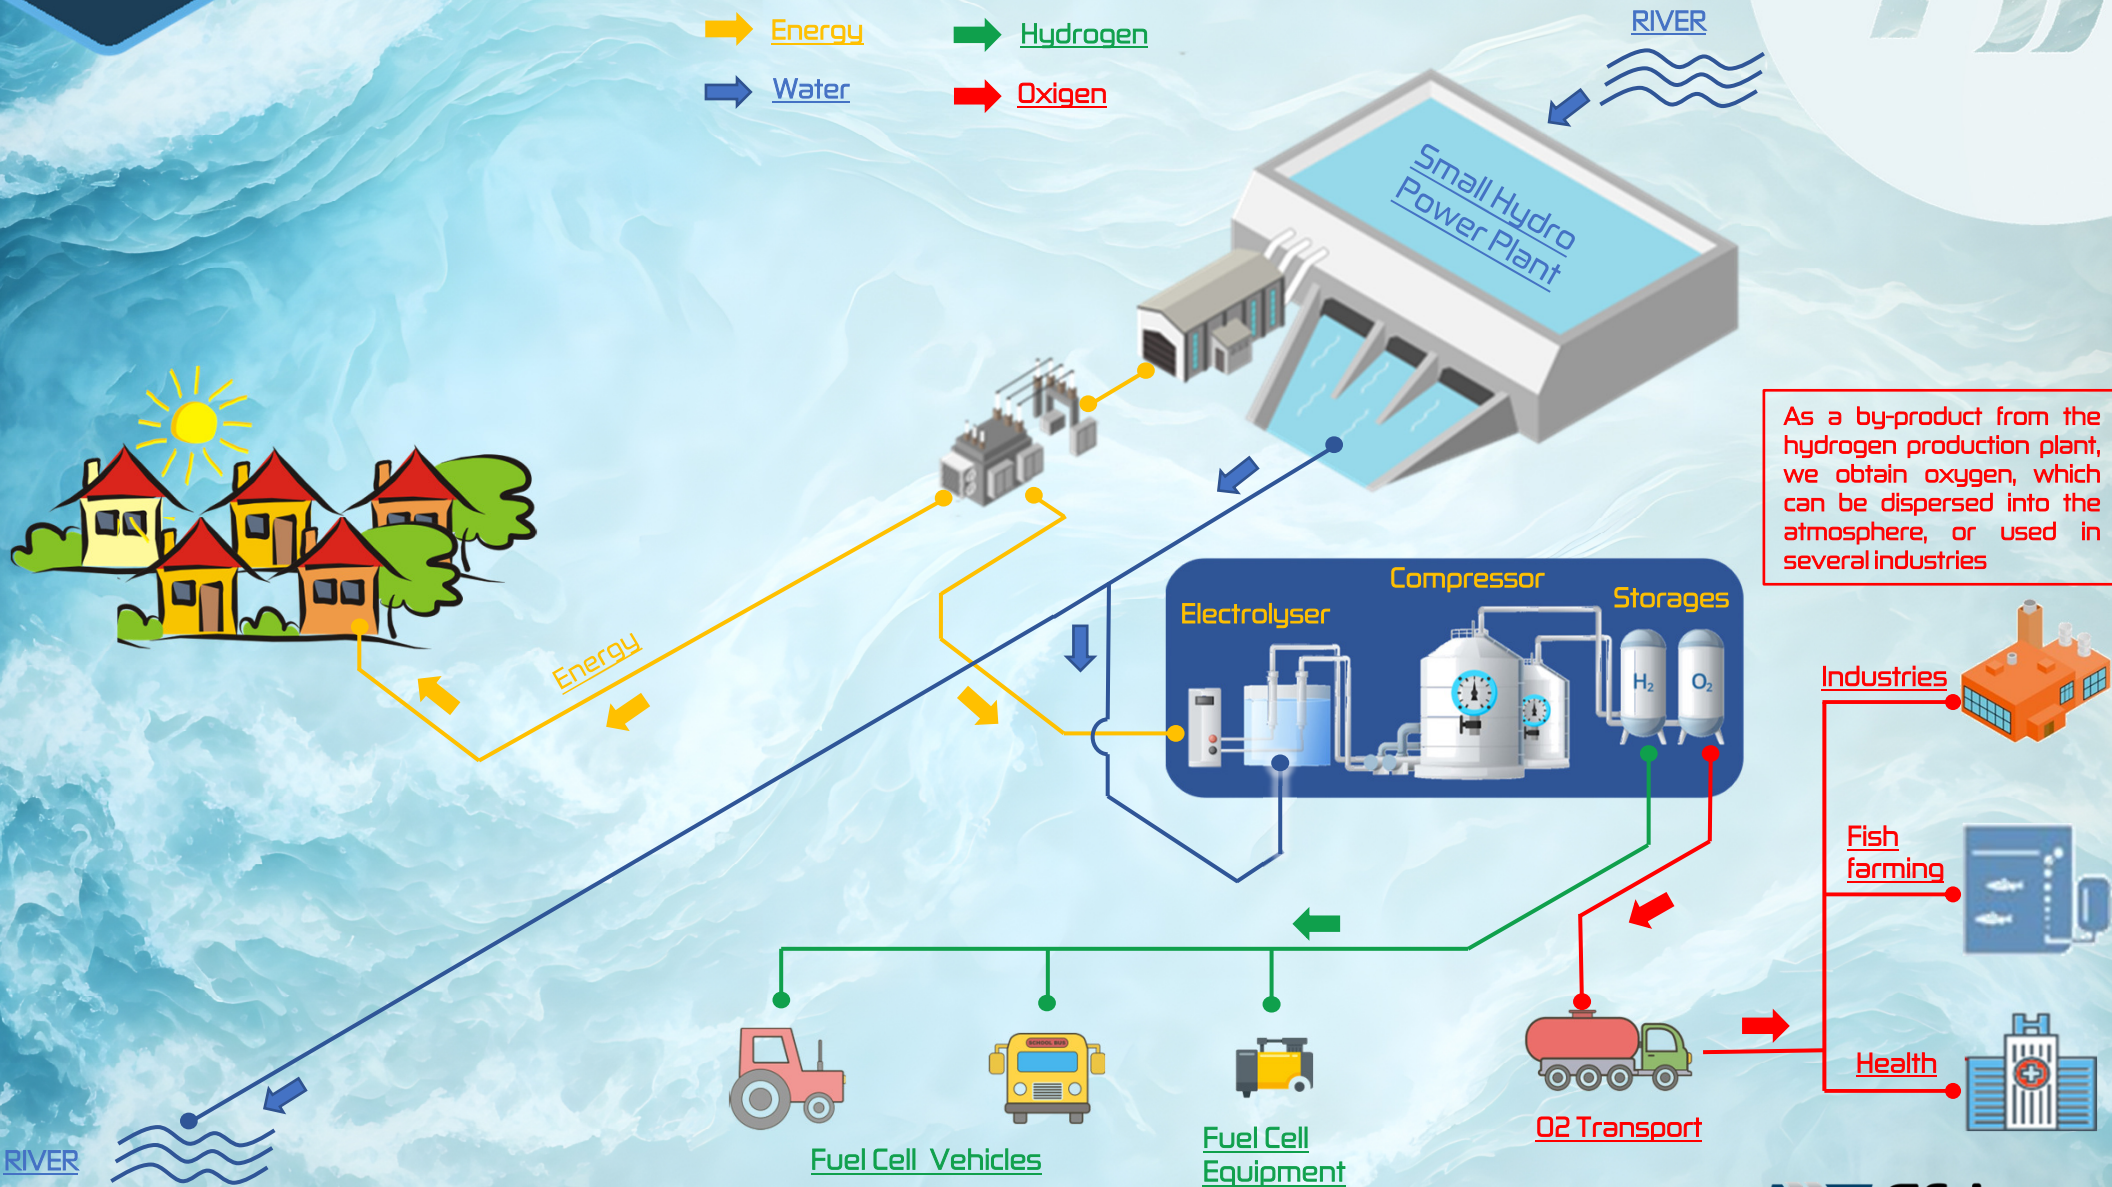 Energy
Hydrogen
Water
Oxigen
RIVER
Small Hydro
Power Plant
As a by-product from the
hydrogen production plant,
we obtain oxygen, which
can be dispersed into the
atmosphere, or used in
several industries
Energy
Electrolyser
Compressor
Storages
H2
O2
Industries
Fish
farming
Health
SCHOOL BUS
Fuel Cell Vehicles
Fuel Cell
Equipment
O2 Transport
RIVER